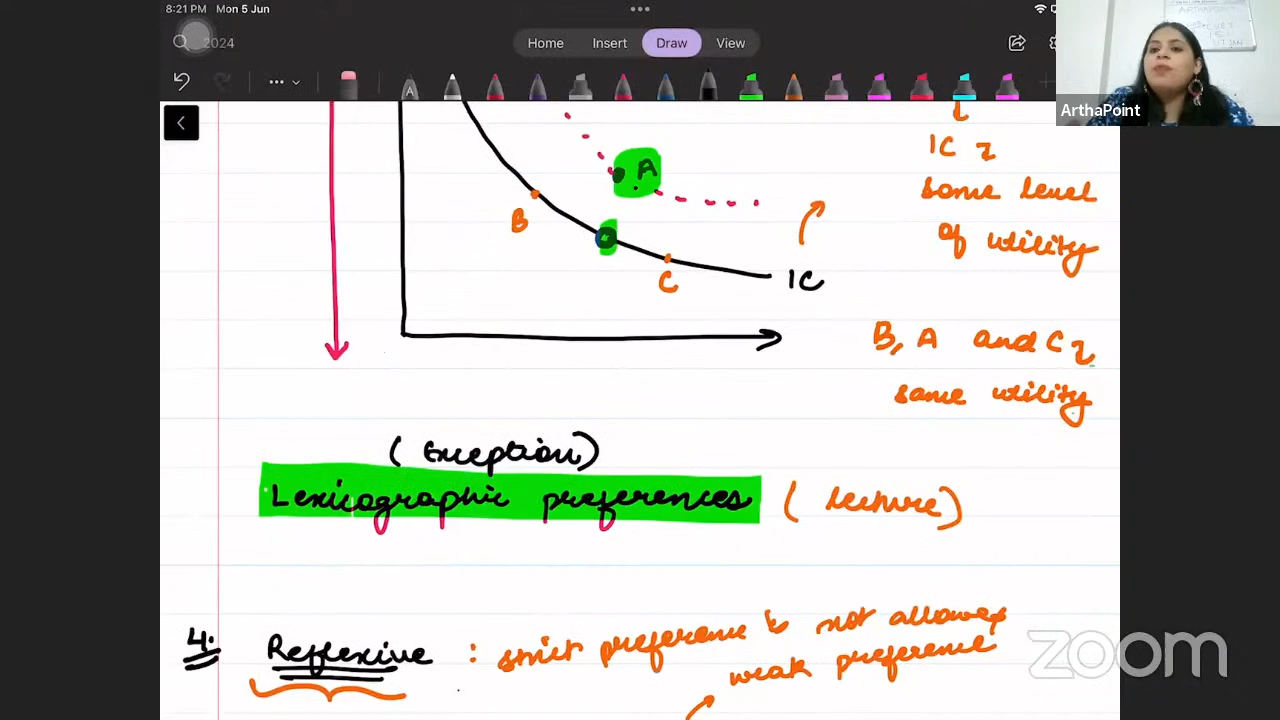 8:21 PM Mon 5 Jun
2024
Home Insert Draw View
ArthaPoint
A
B
C
IC
IC
same level
of utility
B, A and C
same utility
(Exception)
Lexicographic preferences (lecture)
4. Reflexive : strict preference is not allowed
weak preference
zoom